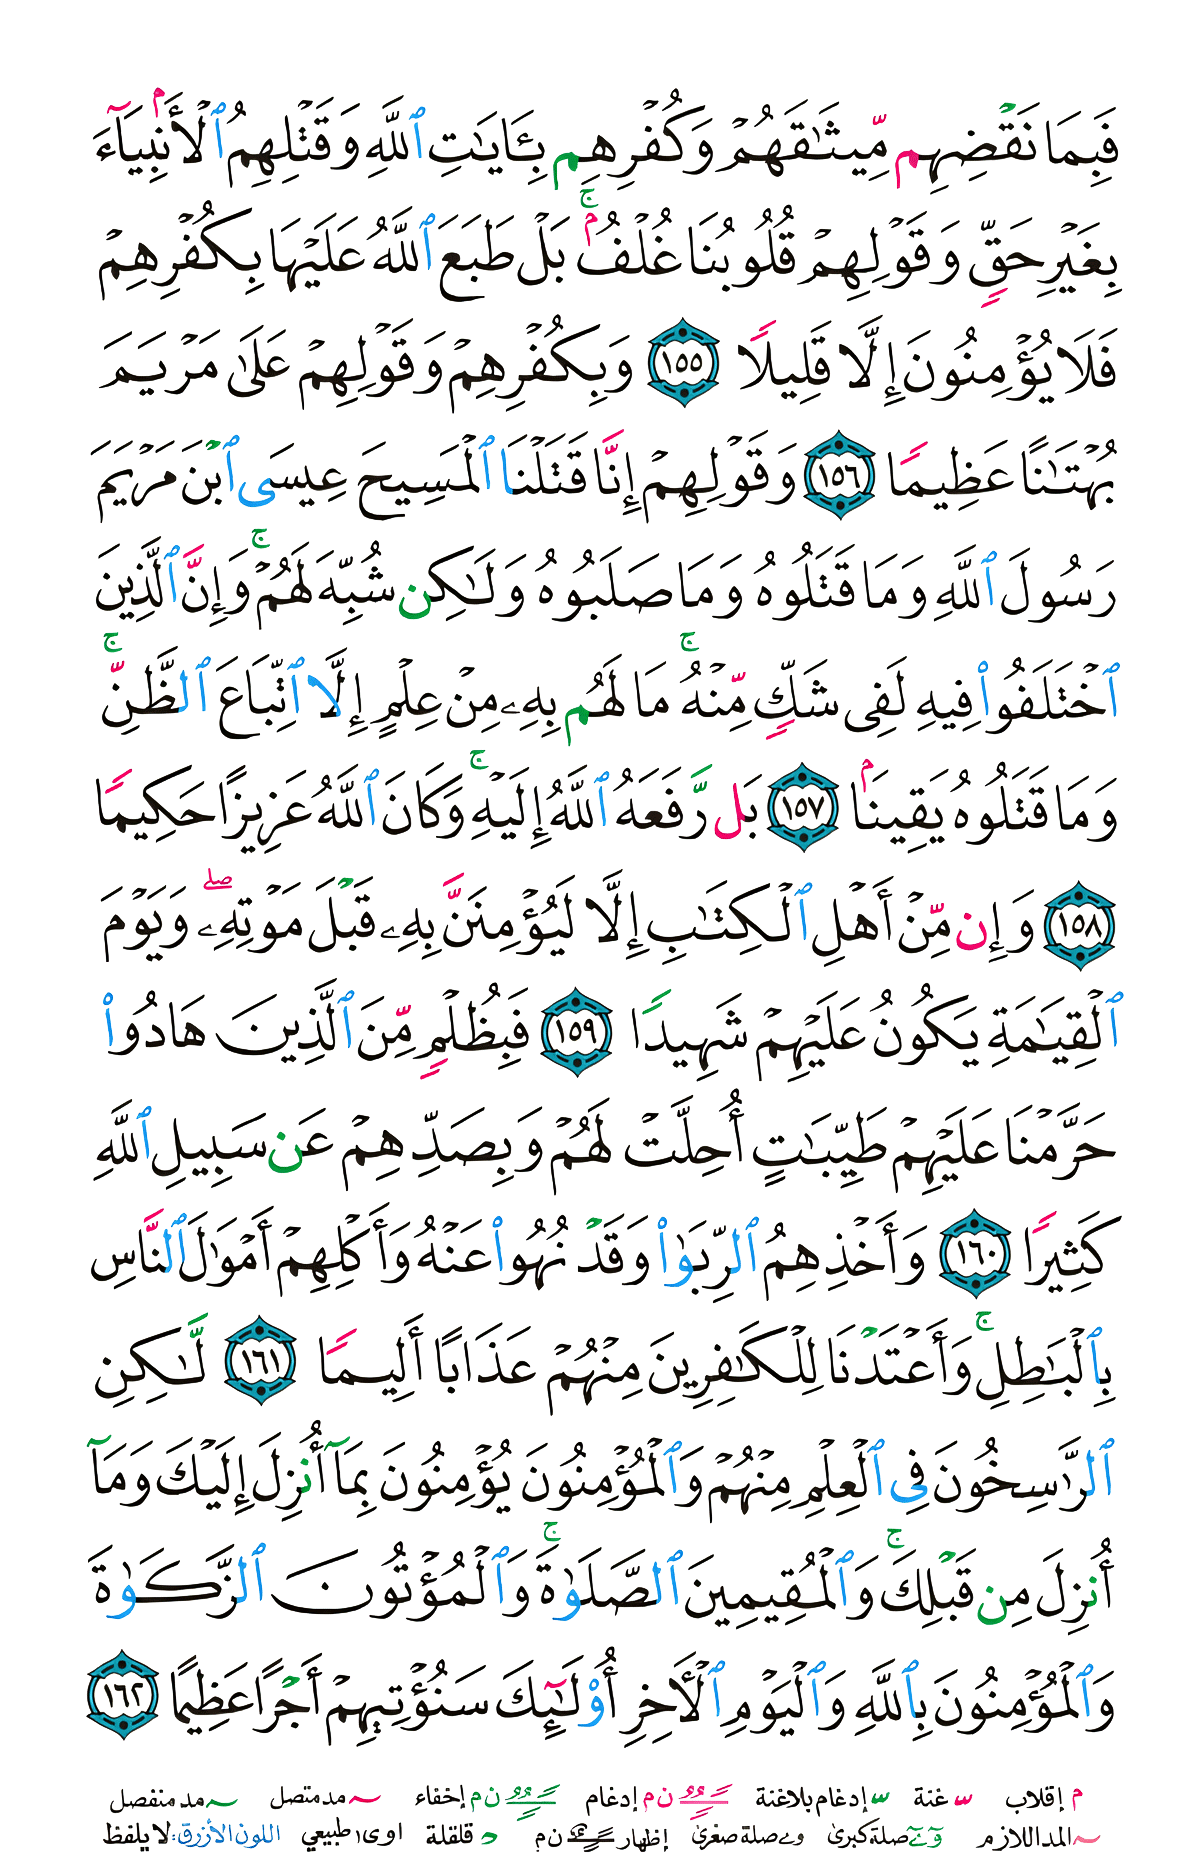 فَبِمَا نَقۡضِهِم مِّيثَٰقَهُمۡ وَكُفۡرِهِم بِـَٔايَٰتِ ٱللَّهِ وَقَتۡلِهِمُ ٱلۡأَنۢبِيَآءَ
بِغَيۡرِ حَقّٖ وَقَوۡلِهِمۡ قُلُوبُنَا غُلۡفُۢۚ بَلۡ طَبَعَ ٱللَّهُ عَلَيۡهَا بِكُفۡرِهِمۡ
فَلَا يُؤۡمِنُونَ إِلَّا قَلِيلٗا ١٥٥ وَبِكُفۡرِهِمۡ وَقَوۡلِهِمۡ عَلَىٰ مَرۡيَمَ
بُهۡتَٰنًا عَظِيمٗا ١٥٦ وَقَوۡلِهِمۡ إِنَّا قَتَلۡنَا ٱلۡمَسِيحَ عِيسَى ٱبۡنَ مَرۡيَمَ
رَسُولَ ٱللَّهِ وَمَا قَتَلُوهُ وَمَا صَلَبُوهُ وَلَٰكِن شُبِّهَ لَهُمۡۚ وَإِنَّ ٱلَّذِينَ
ٱخۡتَلَفُواْ فِيهِ لَفِي شَكّٖ مِّنۡهُۚ مَا لَهُم بِهِۦ مِنۡ عِلۡمٍ إِلَّا ٱتِّبَاعَ ٱلظَّنِّۚ
وَمَا قَتَلُوهُ يَقِينَۢا ١٥٧ بَل رَّفَعَهُ ٱللَّهُ إِلَيۡهِۚ وَكَانَ ٱللَّهُ عَزِيزًا حَكِيمٗا
١٥٨ وَإِن مِّنۡ أَهۡلِ ٱلۡكِتَٰبِ إِلَّا لَيُؤۡمِنَنَّ بِهِۦ قَبۡلَ مَوۡتِهِۦۖ وَيَوۡمَ
ٱلۡقِيَٰمَةِ يَكُونُ عَلَيۡهِمۡ شَهِيدٗا ١٥٩ فَبِظُلۡمٖ مِّنَ ٱلَّذِينَ هَادُواْ
حَرَّمۡنَا عَلَيۡهِمۡ طَيِّبَٰتٍ أُحِلَّتۡ لَهُمۡ وَبِصَدِّهِمۡ عَن سَبِيلِ ٱللَّهِ
كَثِيرٗا ١٦٠ وَأَخۡذِهِمُ ٱلرِّبَوٰاْ وَقَدۡ نُهُواْ عَنۡهُ وَأَكۡلِهِمۡ أَمۡوَٰلَ ٱلنَّاسِ
بِٱلۡبَٰطِلِۚ وَأَعۡتَدۡنَا لِلۡكَٰفِرِينَ مِنۡهُمۡ عَذَابًا أَلِيمٗا ١٦١ لَّٰكِنِ
ٱلرَّٰسِخُونَ فِي ٱلۡعِلۡمِ مِنۡهُمۡ وَٱلۡمُؤۡمِنُونَ يُؤۡمِنُونَ بِمَآ أُنزِلَ إِلَيۡكَ وَمَآ
أُنزِلَ مِن قَبۡلِكَۚ وَٱلۡمُقِيمِينَ ٱلصَّلَوٰةَۚ وَٱلۡمُؤۡتُونَ ٱلزَّكَوٰةَ
وَٱلۡمُؤۡمِنُونَ بِٱللَّهِ وَٱلۡيَوۡمِ ٱلۡأٓخِرِ أُوْلَٰٓئِكَ سَنُؤۡتِيهِمۡ أَجۡرًا عَظِيمًا ١٦٢
م إقلاب غنة إدغام بلاغنة ن م إدغام ن م إخفاء مد متصل مد منفصل
المد اللازم صلة كبرى و ے صلة صغرى إظهار ن م قلقلة ا و ى طبيعي اللون الأزرق: لا يلفظ